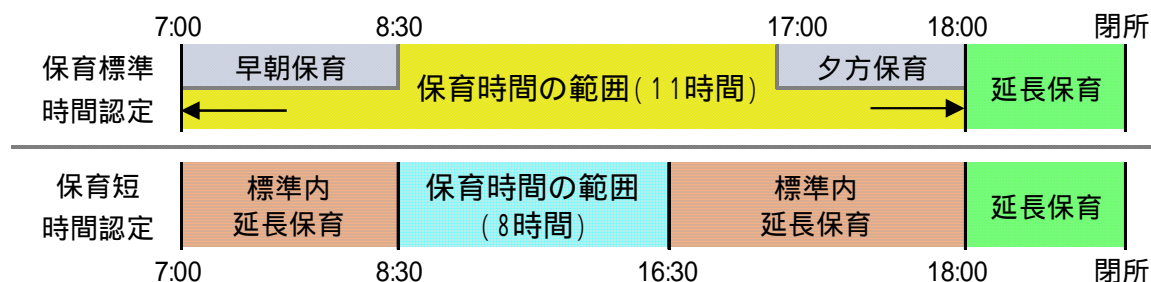 7:00 8:30 17:00 18:00 閉所
保育標準
時間認定
早朝保育
保育時間の範囲(11時間)
夕方保育
延長保育
保育短
時間認定
標準内
延長保育
保育時間の範囲
(8時間)
標準内
延長保育
延長保育
7:00 8:30 16:30 18:00 閉所